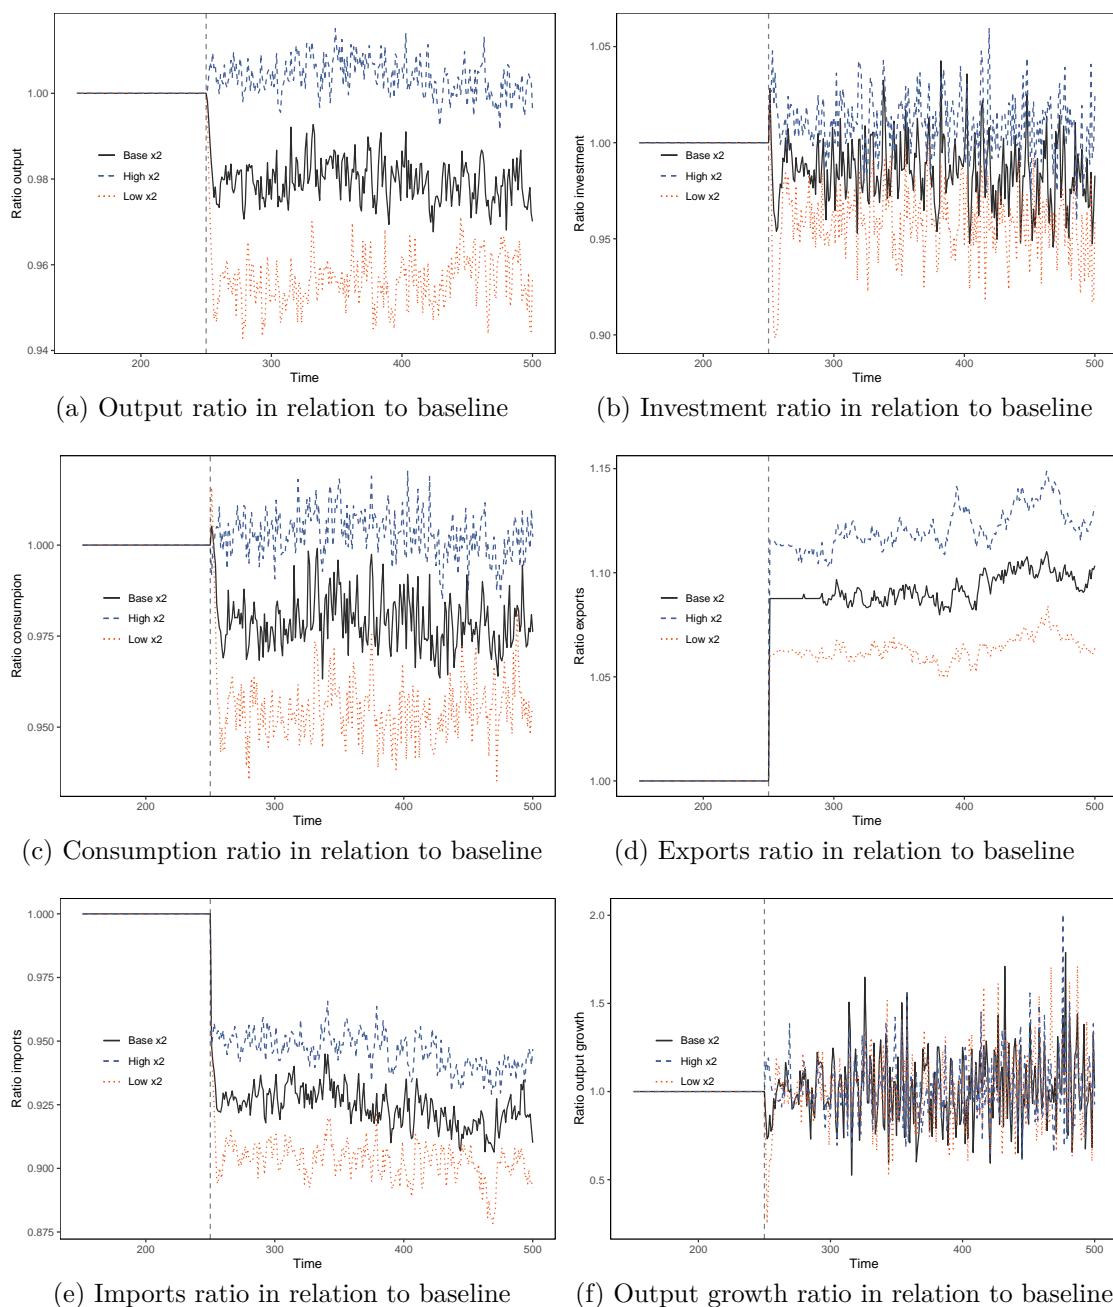 1.00
0.98
0.96
0.94
Ratio output
Base x2
High x2
Low x2
200
300
400
500
Time
(a) Output ratio in relation to baseline
1.05
1.00
0.95
0.90
Ratio investment
Base x2
High x2
Low x2
200
300
400
500
Time
(b) Investment ratio in relation to baseline
1.000
0.975
0.950
Ratio consumpion
Base x2
High x2
Low x2
200
300
400
500
Time
(c) Consumption ratio in relation to baseline
1.15
1.10
1.05
1.00
Ratio exports
Base x2
High x2
Low x2
200
300
400
500
Time
(d) Exports ratio in relation to baseline
1.000
0.975
0.950
0.925
0.900
0.875
Ratio imports
Base x2
High x2
Low x2
200
300
400
500
Time
(e) Imports ratio in relation to baseline
2.0
1.5
1.0
0.5
Ratio output growth
Base x2
High x2
Low x2
200
300
400
500
Time
(f) Output growth ratio in relation to baseline